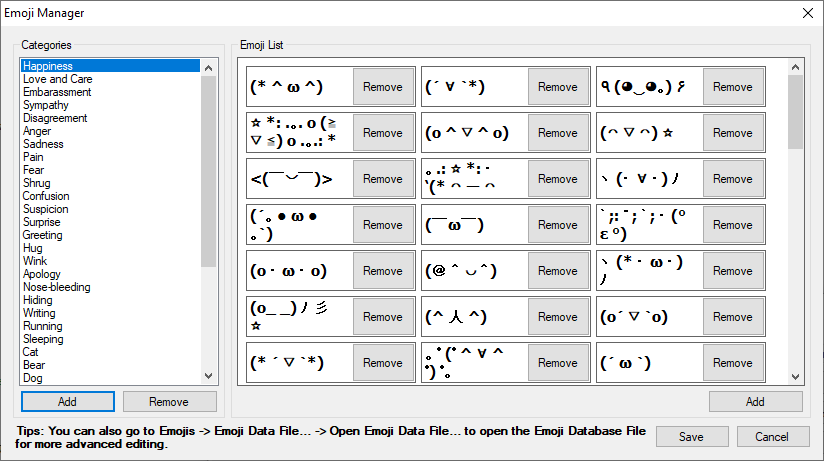 Emoji Manager
Categories
Happiness
Love and Care
Embarassment
Sympathy
Disagreement
Anger
Sadness
Pain
Fear
Shrug
Confusion
Suspicion
Surprise
Greeting
Hug
Wink
Apology
Nose-bleeding
Hiding
Writing
Running
Sleeping
Cat
Bear
Dog
Add
Remove
Emoji List
(* ^ ω ^)
Remove
(´ ∀ `*)
Remove
٩(◕‿◕｡)۶
Remove
☆*:.｡.o(≧
▽≦)o.｡.:*
Remove
(o^▽^o)
Remove
(⌒▽⌒)☆
Remove
<(￣︶￣)>
Remove
｡.:☆*:･
'(*⌒―⌒
Remove
ヽ(・∀・)ﾉ
Remove
(´｡• ω •
｡`)
Remove
(￣ω￣)
Remove
`;:゛;`;･(°
ε° )
Remove
(o・ω・o)
Remove
(＠＾◡＾)
Remove
ヽ(*・ω・)
ﾉ
Remove
(o_ _)ﾉ彡
☆
Remove
(^人^)
Remove
(o´▽`o)
Remove
(*´▽`*)
Remove
｡ﾟ( ﾟ^∀^
ﾟ)ﾟ｡
Remove
(´ω`)
Remove
Add
Tips: You can also go to Emojis -> Emoji Data File... -> Open Emoji Data File... to open the Emoji Database File
for more advanced editing.
Save
Cancel